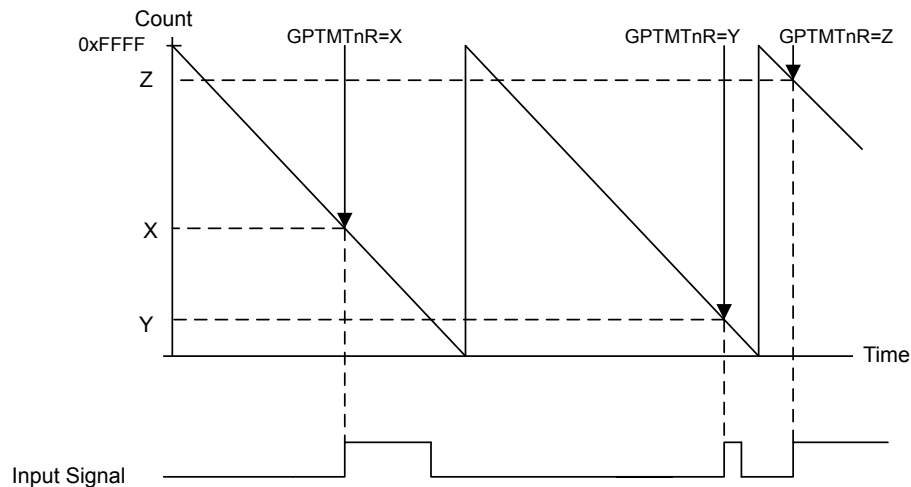 Count
0xFFFF
GPTMTnR=X
GPTMTnR=Y
GPTMTnR=Z
Z
X
Y
Time
Input Signal